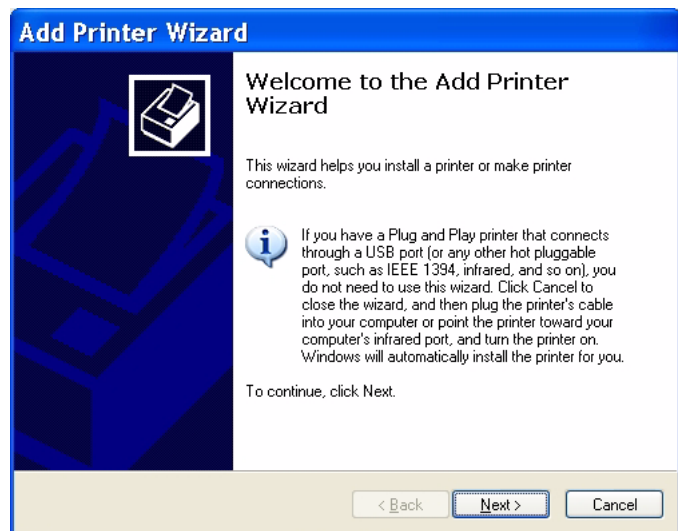 Add Printer Wizard
Welcome to the Add Printer
Wizard
This wizard helps you install a printer or make printer
connections.
If you have a Plug and Play printer that connects
through a USB port (or any other hot pluggable
port, such as IEEE 1394, infrared, and so on), you
do not need to use this wizard. Click Cancel to
close the wizard, and then plug the printer's cable
into your computer or point the printer toward your
computer's infrared port, and turn the printer on.
Windows will automatically install the printer for you.
To continue, click Next.
< Back Next > Cancel